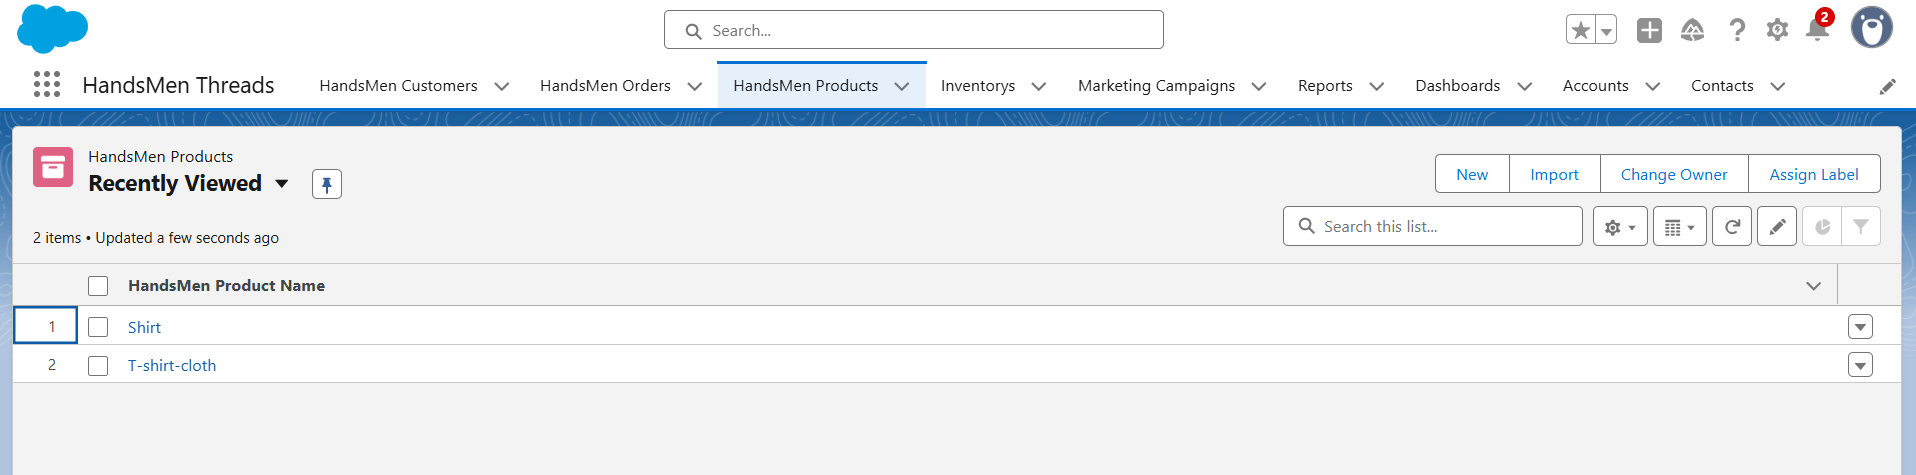 Search...
2
HandsMen Threads
HandsMen Customers
HandsMen Orders
HandsMen Products
Inventorys
Marketing Campaigns
Reports
Dashboards
Accounts
Contacts
HandsMen Products
Recently Viewed
New
Import
Change Owner
Assign Label
2 items • Updated a few seconds ago
Search this list...
HandsMen Product Name
1 Shirt
2 T-shirt-cloth